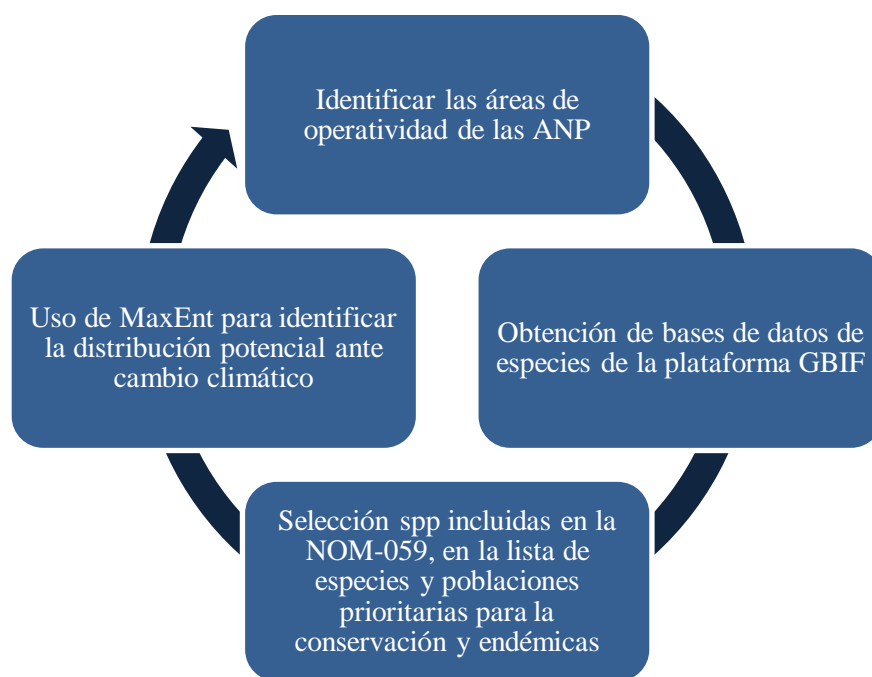 Identificar las áreas de
operatividad de las ANP
Obtención de bases de datos de
especies de la plataforma GBIF
Selección spp incluidas en la
NOM-059, en la lista de
especies y poblaciones
prioritarias para la
conservación y endémicas
Uso de MaxEnt para identificar
la distribución potencial ante
cambio climático